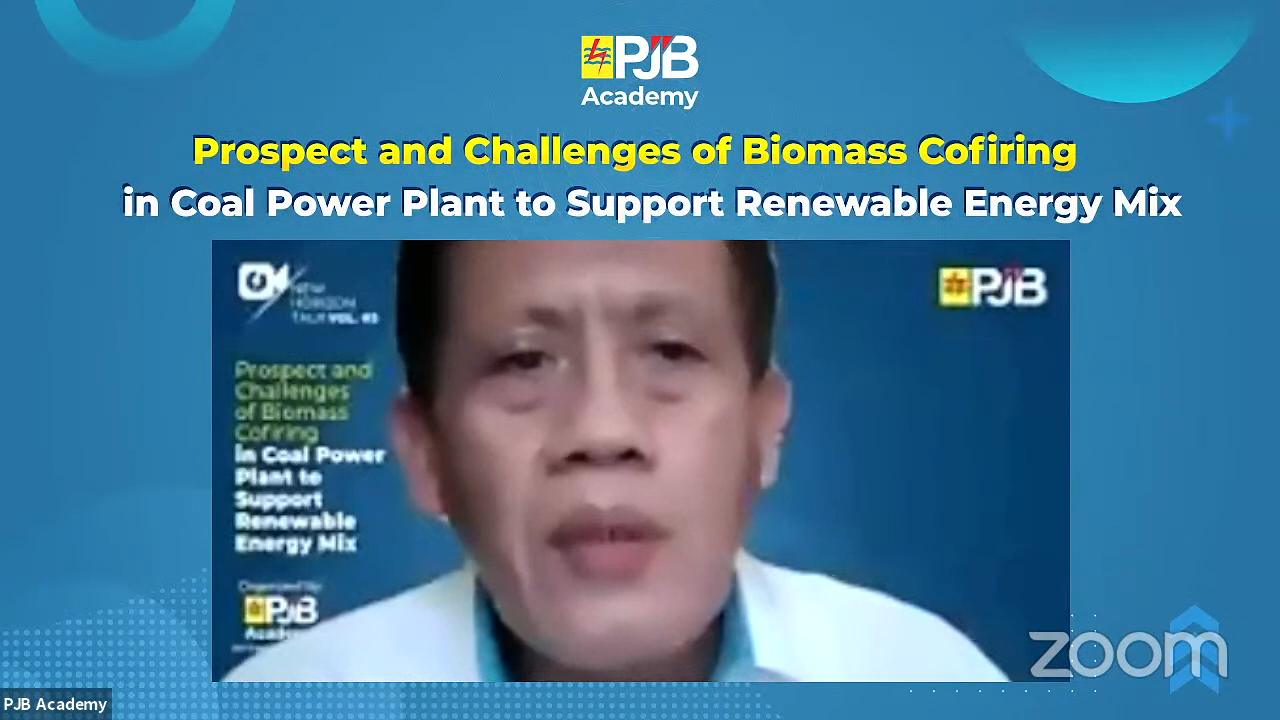 PJB
Academy
Prospect and Challenges of Biomass Cofiring
in Coal Power Plant to Support Renewable Energy Mix
NEW
HORIZON
TALK VOL. #3
PJB
Prospect and
Challenges
of Biomass
Cofiring
in Coal Power
Plant to
Support
Renewable
Energy Mix
Organized by:
PJB
Academy
zoom
PJB Academy